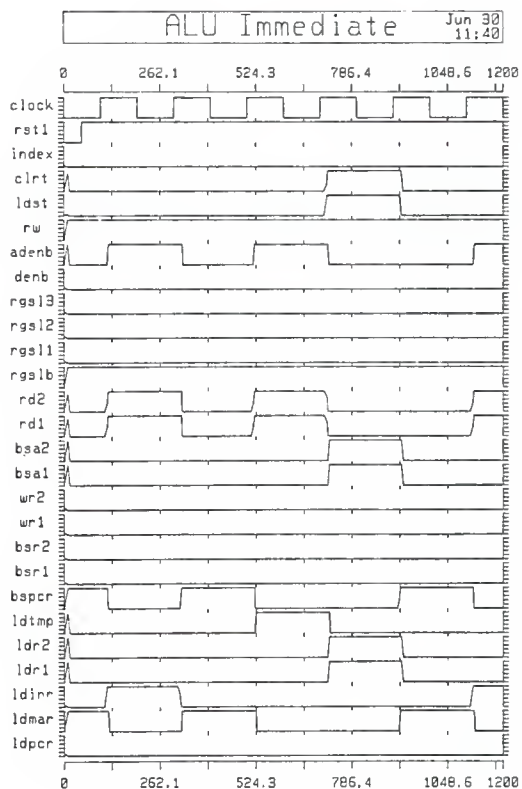 ALU Immediate
Jun 30
11:40
0 262.1 524.3 786.4 1048.6 1200
clock
rst1
index
clrt
ldst
rw
adenb
denb
rgsl3
rgsl2
rgsl1
rgslb
rd2
rd1
bsa2
bsa1
wr2
wr1
bsr2
bsr1
bspcr
ldtmp
ldr2
ldr1
ldinr
ldmar
ldpcr
0 262.1 524.3 786.4 1048.6 1200